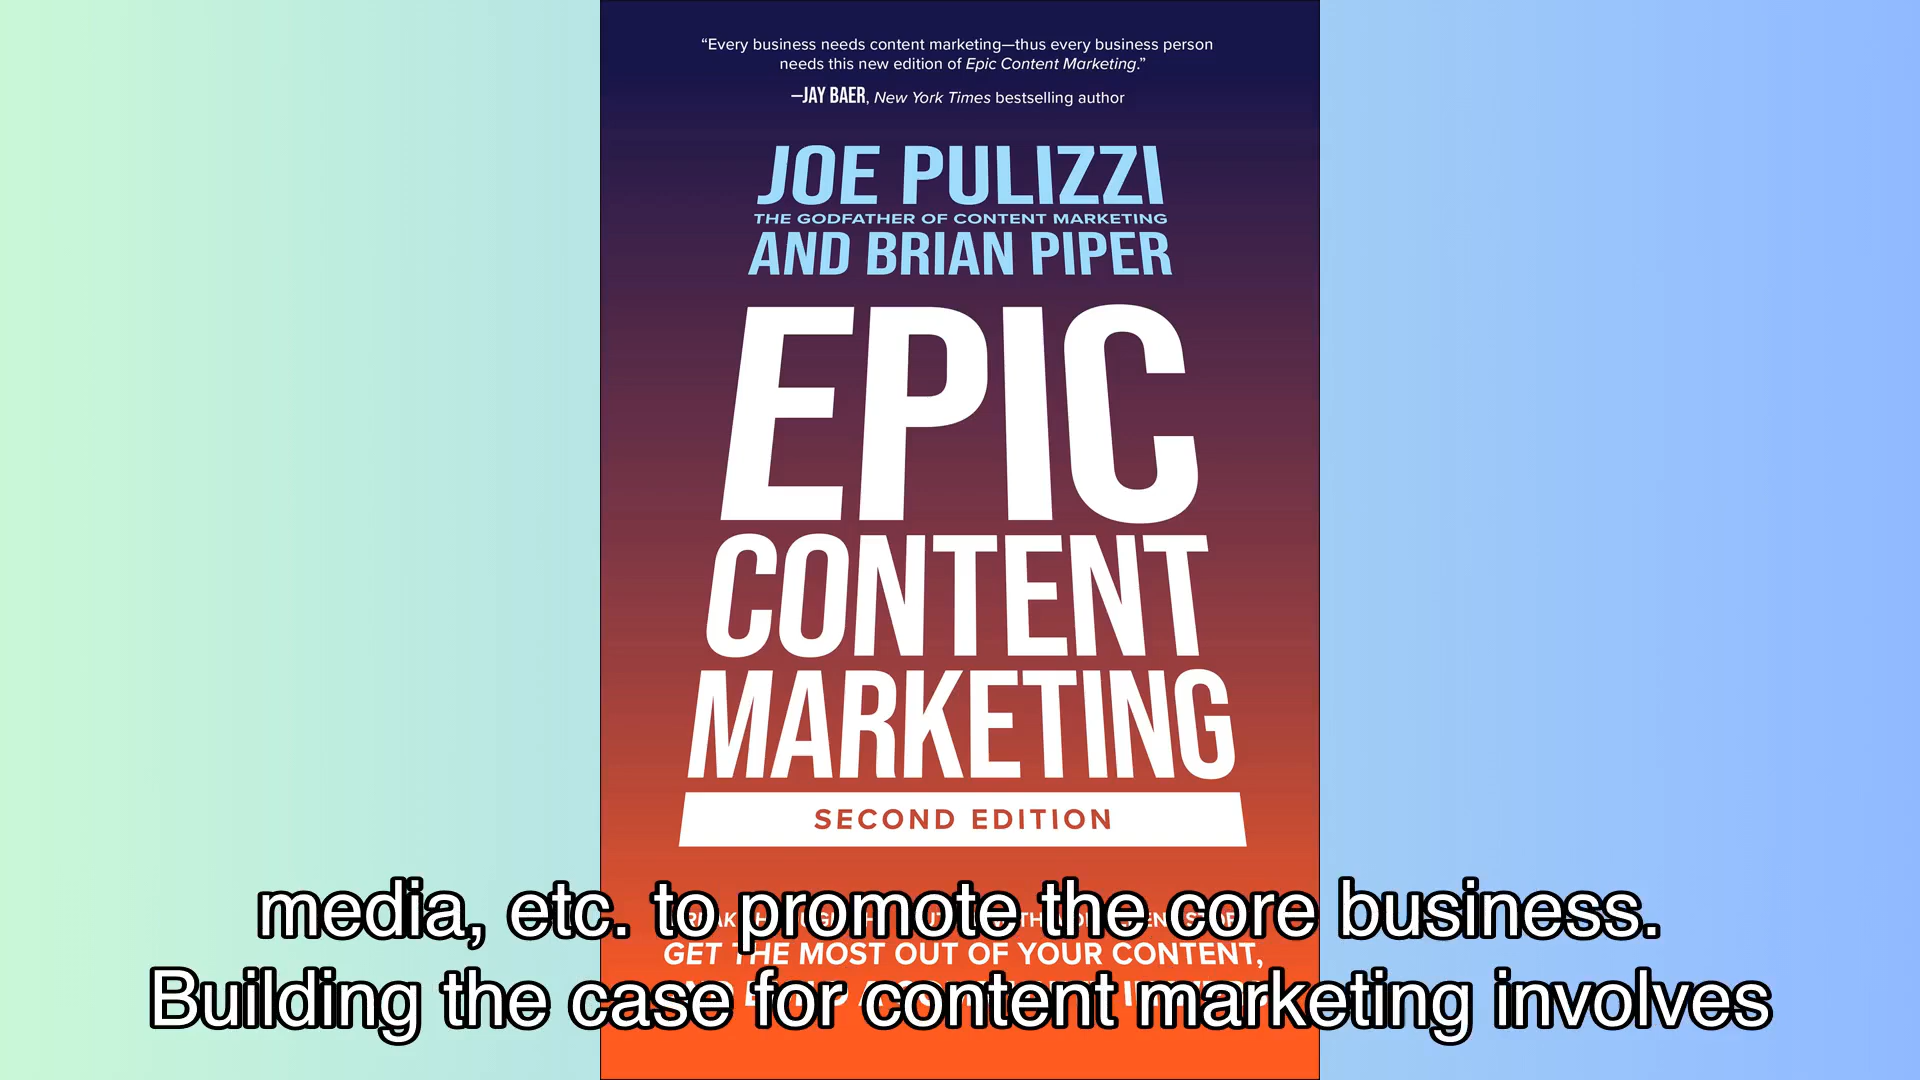 “Every business needs content marketing—thus every business person
needs this new edition of Epic Content Marketing.”
—JAY BAER, New York Times bestselling author
JOE PULIZZI
THE GODFATHER OF CONTENT MARKETING
AND BRIAN PIPER
EPIC
CONTENT
MARKETING
SECOND EDITION
media, etc. to promote the core business.
GET THE MOST OUT OF YOUR CONTENT,
Building the case for content marketing involves